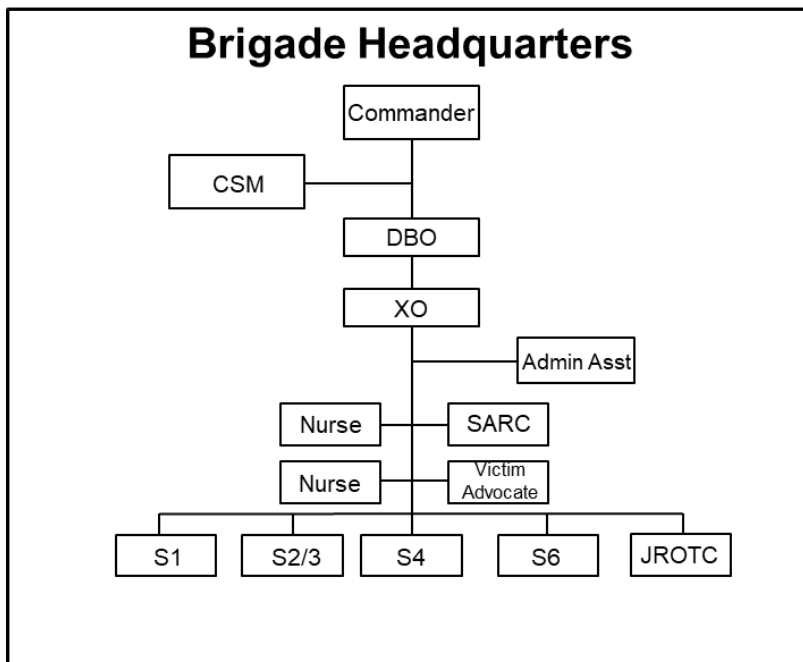 Brigade Headquarters
Commander
CSM
DBO
XO
Admin Asst
Nurse
SARC
Nurse
Victim
Advocate
S1
S2/3
S4
S6
JROTC